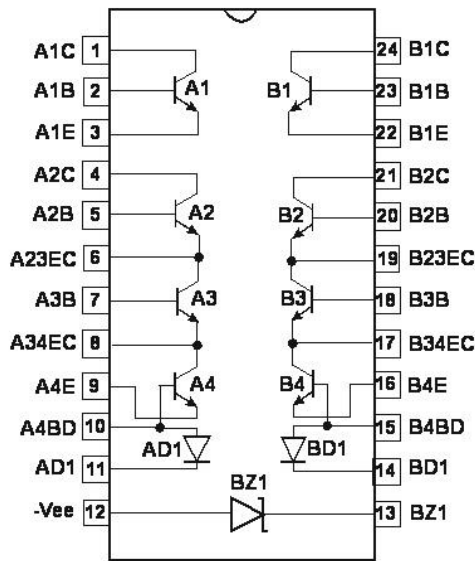 A1C 1 24 B1C
A1B 2 A1 B1 23 B1B
A1E 3 22 B1E
A2C 4 21 B2C
A2B 5 A2 B2 20 B2B
A23EC 6 19 B23EC
A3B 7 A3 B3 18 B3B
A34EC 8 17 B34EC
A4E 9 A4 B4 16 B4E
A4BD 10 15 B4BD
AD1 BD1
AD1 11 14 BD1
BZ1
-Vee 12 13 BZ1